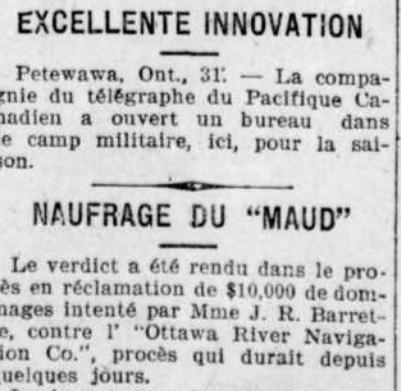 EXCELLENTE INNOVATION
Petewawa, Ont., 31. — La compa-
gnie du télégraphe du Pacifique Ca-
nadien a ouvert un bureau dans
e camp militaire, ici, pour la sai-
son.
NAUFRAGE DU "MAUD"
Le verdict a été rendu dans le pro-
ès en réclamation de $10,000 de dom-
mages intenté par Mme J. R. Barret-
e, contre l' "Ottawa River Naviga-
ion Co.", procès qui durait depuis
quelques jours.